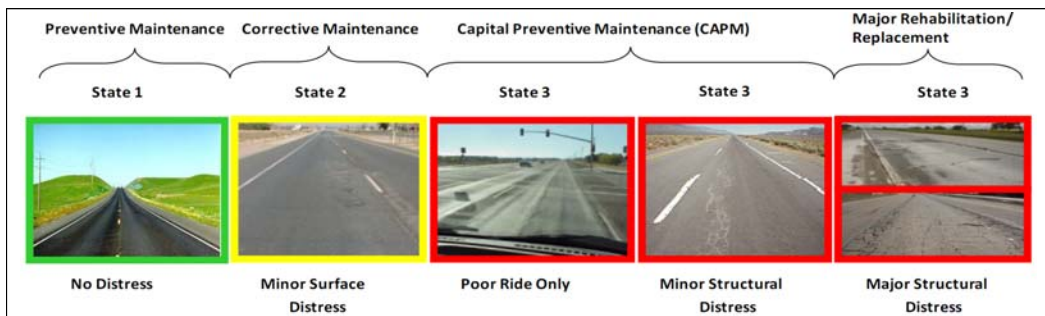 Preventive Maintenance
Corrective Maintenance
Capital Preventive Maintenance (CAPM)
Major Rehabilitation/
Replacement
State 1
State 2
State 3
State 3
State 3
No Distress
Minor Surface
Distress
Poor Ride Only
Minor Structural
Distress
Major Structural
Distress